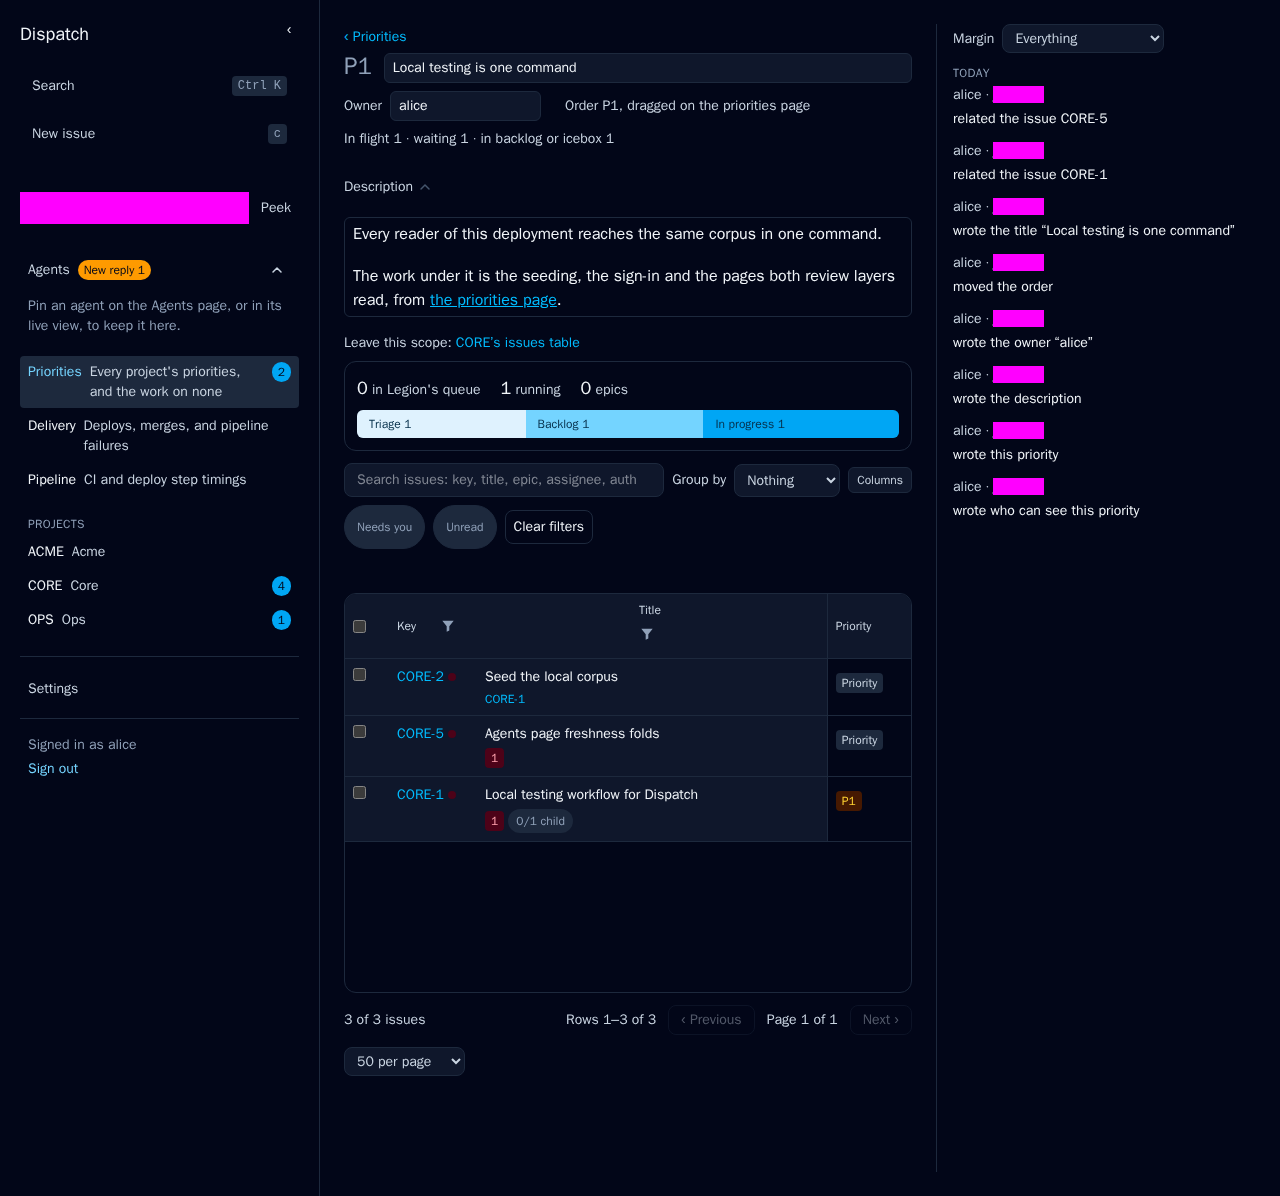 Dispatch
‹
Search
Ctrl K
New issue
C
Peek
Agents
New reply 1
Pin an agent on the Agents page, or in its
live view, to keep it here.
Priorities
Every project's priorities,
and the work on none
2
Delivery
Deploys, merges, and pipeline
failures
Pipeline
CI and deploy step timings
PROJECTS
ACME Acme
CORE Core
4
OPS Ops
1
Settings
Signed in as alice
Sign out
‹ Priorities
P1
Local testing is one command
Owner
alice
Order P1, dragged on the priorities page
In flight 1 · waiting 1 · in backlog or icebox 1
Description
Every reader of this deployment reaches the same corpus in one command.
The work under it is the seeding, the sign-in and the pages both review layers
read, from the priorities page.
Leave this scope: CORE's issues table
0 in Legion's queue
1 running
0 epics
Triage 1
Backlog 1
In progress 1
Search issues: key, title, epic, assignee, auth
Group by
Nothing
Columns
Needs you
Unread
Clear filters
Key
Title
Priority
CORE-2
Seed the local corpus
CORE-1
Priority
CORE-5
Agents page freshness folds
1
Priority
CORE-1
Local testing workflow for Dispatch
1
0/1 child
P1
3 of 3 issues
Rows 1–3 of 3
‹ Previous
Page 1 of 1
Next ›
50 per page
Margin
Everything
TODAY
alice ·
related the issue CORE-5
alice ·
related the issue CORE-1
alice ·
wrote the title “Local testing is one command”
alice ·
moved the order
alice ·
wrote the owner “alice”
alice ·
wrote the description
alice ·
wrote this priority
alice ·
wrote who can see this priority